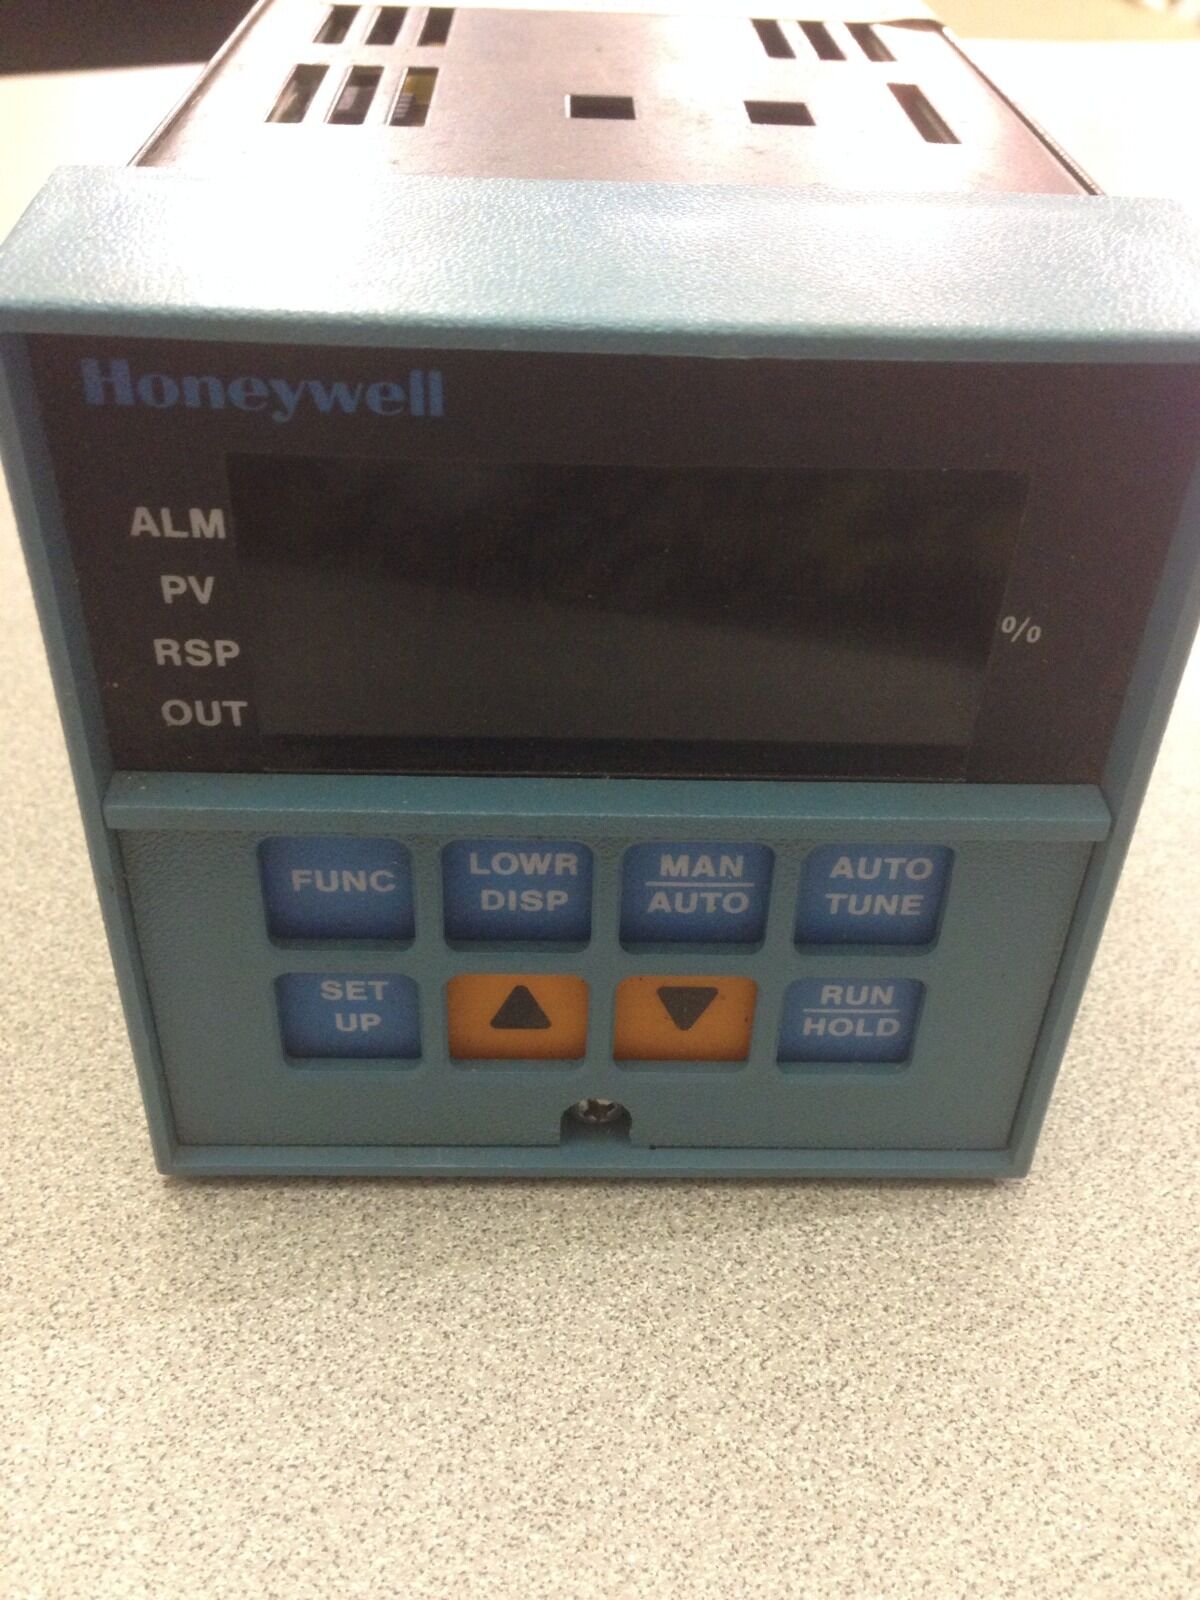 Honeywell
ALM
PV
RSP
OUT
%
FUNC
LOWR
DISP
MAN
AUTO
AUTO
TUNE
SET
UP
RUN
HOLD